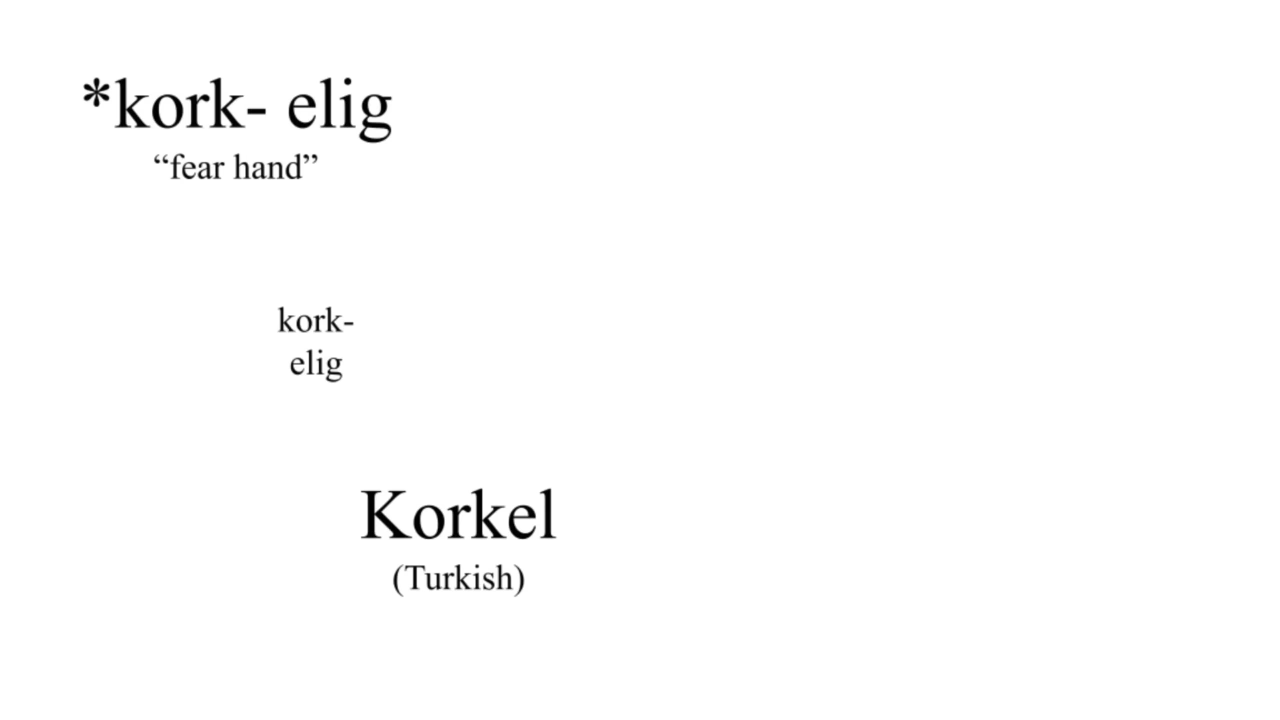 *kork- elig
“fear hand”
kork-
elig
Korkel
(Turkish)